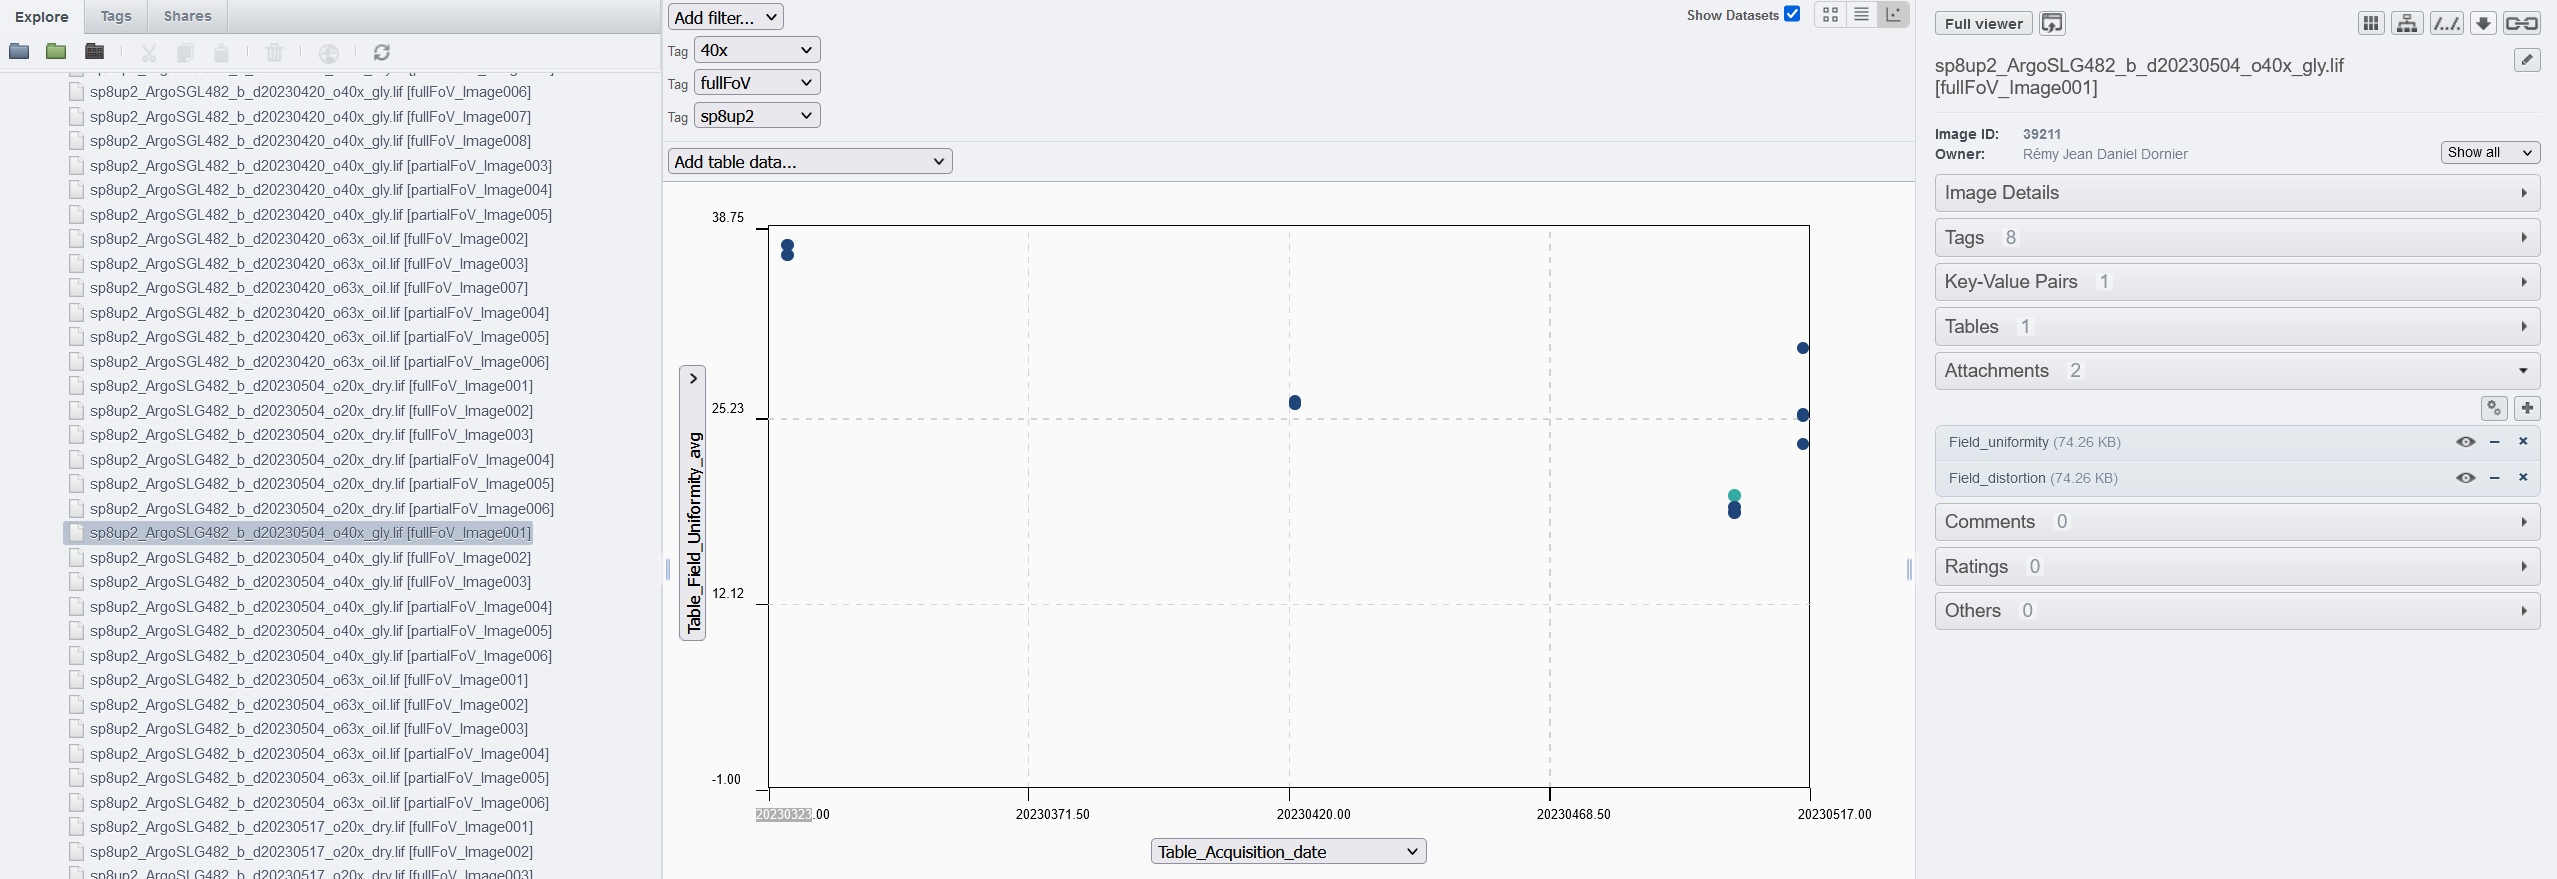 Explore
Tags
Shares
sp8up2_ArgoSGL482_b_d20230420_o40x_gly.lif [fullFoV_Image006]
sp8up2_ArgoSGL482_b_d20230420_o40x_gly.lif [fullFoV_Image007]
sp8up2_ArgoSGL482_b_d20230420_o40x_gly.lif [fullFoV_Image008]
sp8up2_ArgoSGL482_b_d20230420_o40x_gly.lif [partialFoV_Image003]
sp8up2_ArgoSGL482_b_d20230420_o40x_gly.lif [partialFoV_Image004]
sp8up2_ArgoSGL482_b_d20230420_o40x_gly.lif [partialFoV_Image005]
sp8up2_ArgoSGL482_b_d20230420_o63x_oil.lif [fullFoV_Image002]
sp8up2_ArgoSGL482_b_d20230420_o63x_oil.lif [fullFoV_Image003]
sp8up2_ArgoSGL482_b_d20230420_o63x_oil.lif [fullFoV_Image007]
sp8up2_ArgoSGL482_b_d20230420_o63x_oil.lif [partialFoV_Image004]
sp8up2_ArgoSGL482_b_d20230420_o63x_oil.lif [partialFoV_Image005]
sp8up2_ArgoSGL482_b_d20230420_o63x_oil.lif [partialFoV_Image006]
sp8up2_ArgoSLG482_b_d20230504_o20x_dry.lif [fullFoV_Image001]
sp8up2_ArgoSLG482_b_d20230504_o20x_dry.lif [fullFoV_Image002]
sp8up2_ArgoSLG482_b_d20230504_o20x_dry.lif [fullFoV_Image003]
sp8up2_ArgoSLG482_b_d20230504_o20x_dry.lif [partialFoV_Image004]
sp8up2_ArgoSLG482_b_d20230504_o20x_dry.lif [partialFoV_Image005]
sp8up2_ArgoSLG482_b_d20230504_o20x_dry.lif [partialFoV_Image006]
sp8up2_ArgoSLG482_b_d20230504_o40x_gly.lif [fullFoV_Image001]
sp8up2_ArgoSLG482_b_d20230504_o40x_gly.lif [fullFoV_Image002]
sp8up2_ArgoSLG482_b_d20230504_o40x_gly.lif [fullFoV_Image003]
sp8up2_ArgoSLG482_b_d20230504_o40x_gly.lif [partialFoV_Image004]
sp8up2_ArgoSLG482_b_d20230504_o40x_gly.lif [partialFoV_Image005]
sp8up2_ArgoSLG482_b_d20230504_o40x_gly.lif [partialFoV_Image006]
sp8up2_ArgoSLG482_b_d20230504_o63x_oil.lif [fullFoV_Image001]
sp8up2_ArgoSLG482_b_d20230504_o63x_oil.lif [fullFoV_Image002]
sp8up2_ArgoSLG482_b_d20230504_o63x_oil.lif [fullFoV_Image003]
sp8up2_ArgoSLG482_b_d20230504_o63x_oil.lif [partialFoV_Image004]
sp8up2_ArgoSLG482_b_d20230504_o63x_oil.lif [partialFoV_Image005]
sp8up2_ArgoSLG482_b_d20230504_o63x_oil.lif [partialFoV_Image006]
sp8up2_ArgoSLG482_b_d20230517_o20x_dry.lif [fullFoV_Image001]
sp8up2_ArgoSLG482_b_d20230517_o20x_dry.lif [fullFoV_Image002]
sp8up2_ArgoSLG482_b_d20230517_o20x_dry.lif [fullFoV_Image003]
Add filter...
Show Datasets
Tag 40x
Tag fullFoV
Tag sp8up2
Add table data...
38.75
25.23
12.12
-1.00
Table_Field_Uniformity_avg
20230323.00
20230371.50
20230420.00
20230468.50
20230517.00
Table_Acquisition_date
Full viewer
sp8up2_ArgoSLG482_b_d20230504_o40x_gly.lif
[fullFoV_Image001]
Image ID: 39211
Owner: Rémy Jean Daniel Dornier
Show all
Image Details
Tags 8
Key-Value Pairs 1
Tables 1
Attachments 2
Field_uniformity (74.26 KB)
Field_distortion (74.26 KB)
Comments 0
Ratings 0
Others 0